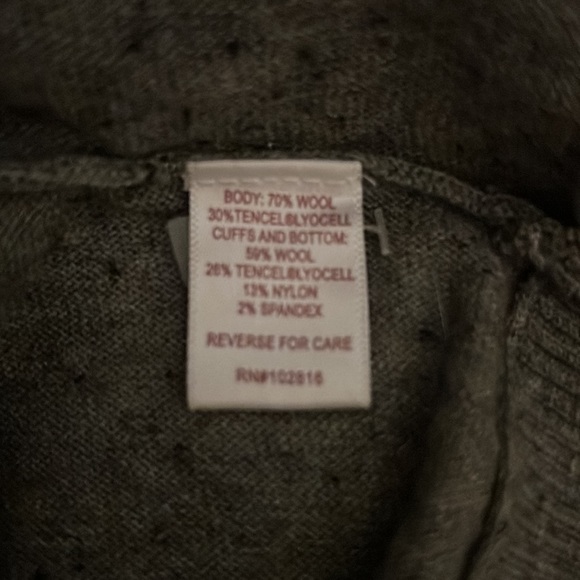 BODY: 70% WOOL
30%TENCEL&LYOCELL
CUFFS AND BOTTOM:
59% WOOL
26% TENCEL&LYOCELL
13% NYLON
2% SPANDEX
REVERSE FOR CARE
RN#102816